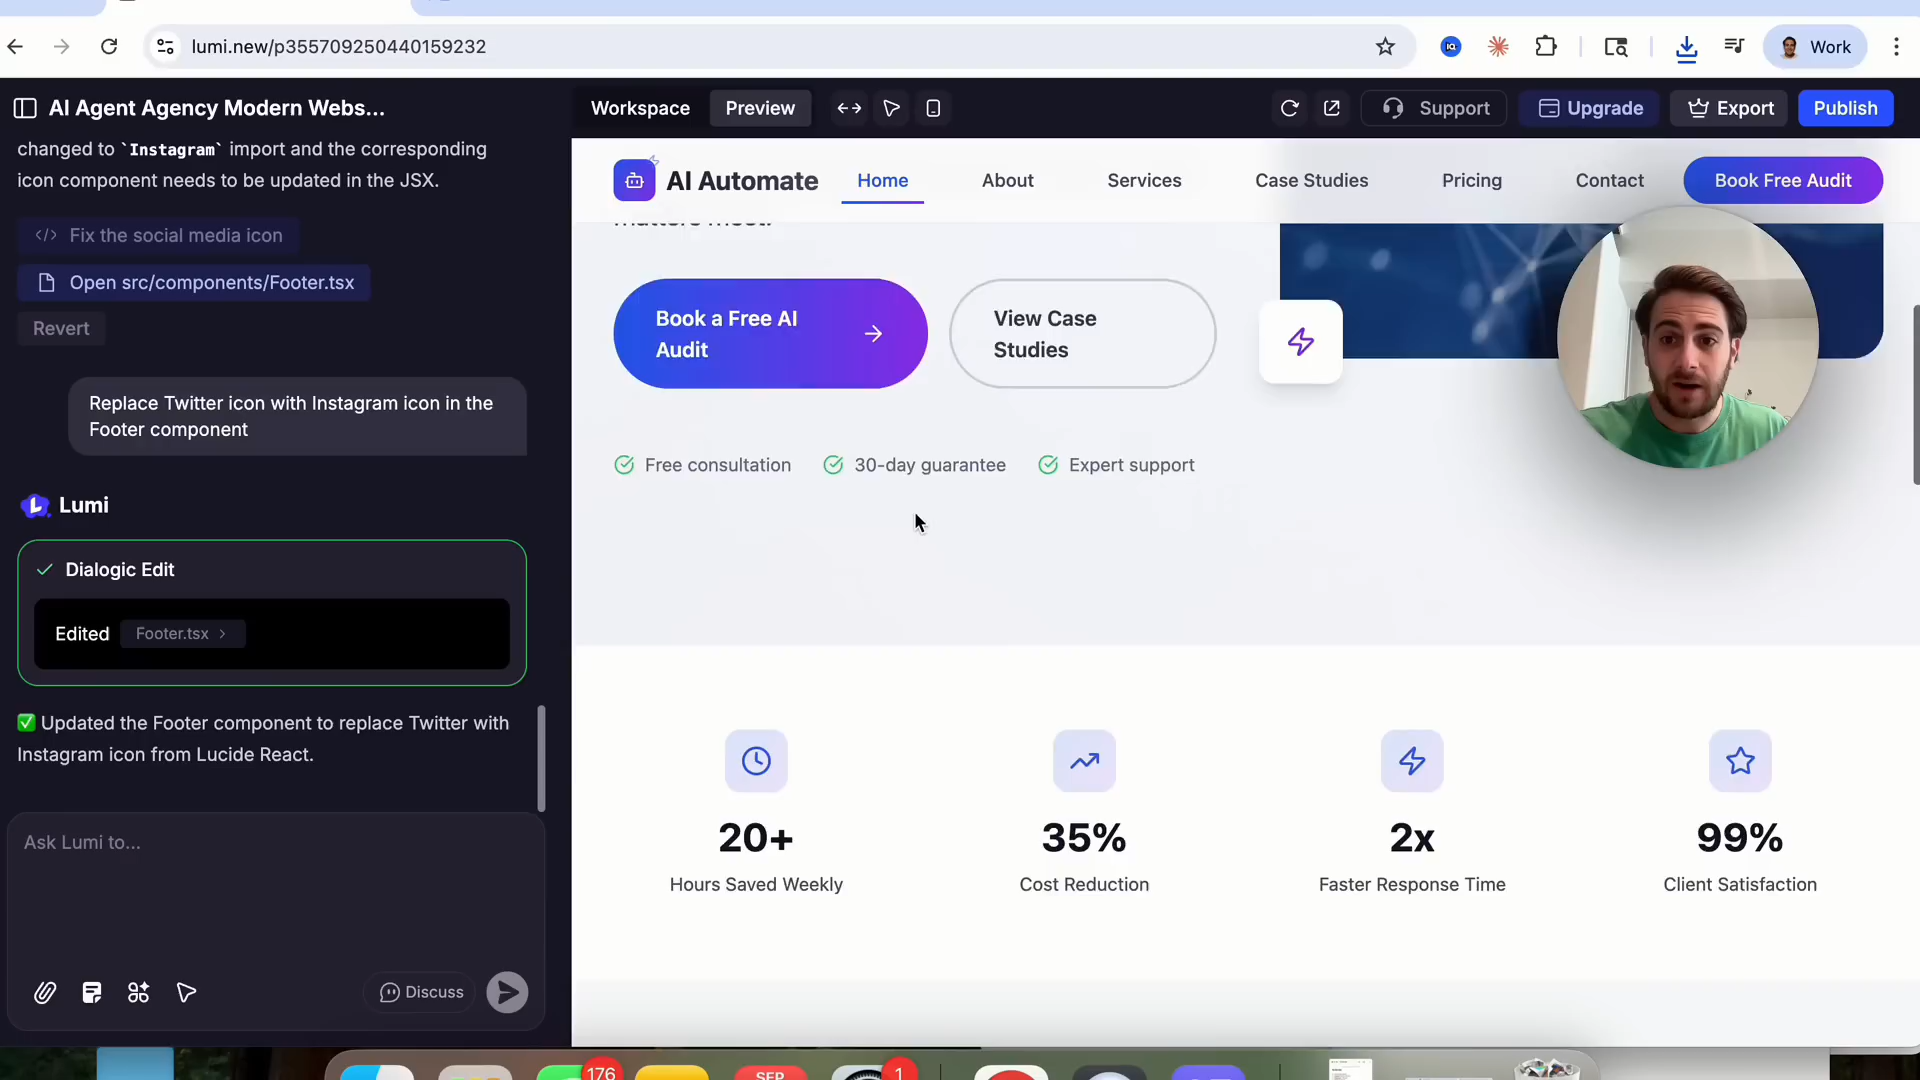 lumi.new/p355709250440159232
Work
AI Agent Agency Modern Webs...
Workspace
Preview
Support
Upgrade
Export
Publish
changed to `Instagram` import and the corresponding
icon component needs to be updated in the JSX.
Fix the social media icon
Open src/components/Footer.tsx
Revert
Replace Twitter icon with Instagram icon in the
Footer component
Lumi
Dialogic Edit
Edited Footer.tsx
✅ Updated the Footer component to replace Twitter with
Instagram icon from Lucide React.
Ask Lumi to...
Discuss
AI Automate
Home
About
Services
Case Studies
Pricing
Contact
Book Free Audit
Book a Free AI
Audit
View Case
Studies
Free consultation
30-day guarantee
Expert support
20+
Hours Saved Weekly
35%
Cost Reduction
2x
Faster Response Time
99%
Client Satisfaction
176
SEP
1